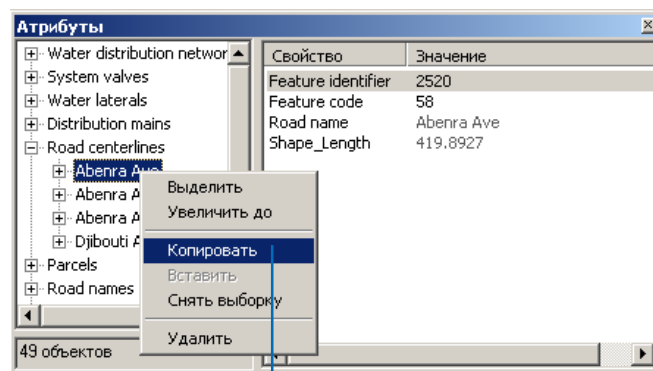 Атрибуты
Water distribution networ
System valves
Water laterals
Distribution mains
Road centerlines
Abenra Ave
Abenra A
Abenra A
Djibouti A
Parcels
Road names
49 объектов
Свойство Значение
Feature identifier 2520
Feature code 58
Road name Abenra Ave
Shape_Length 419.8927
Выделить
Увеличить до
Копировать
Вставить
Снять выборку
Удалить